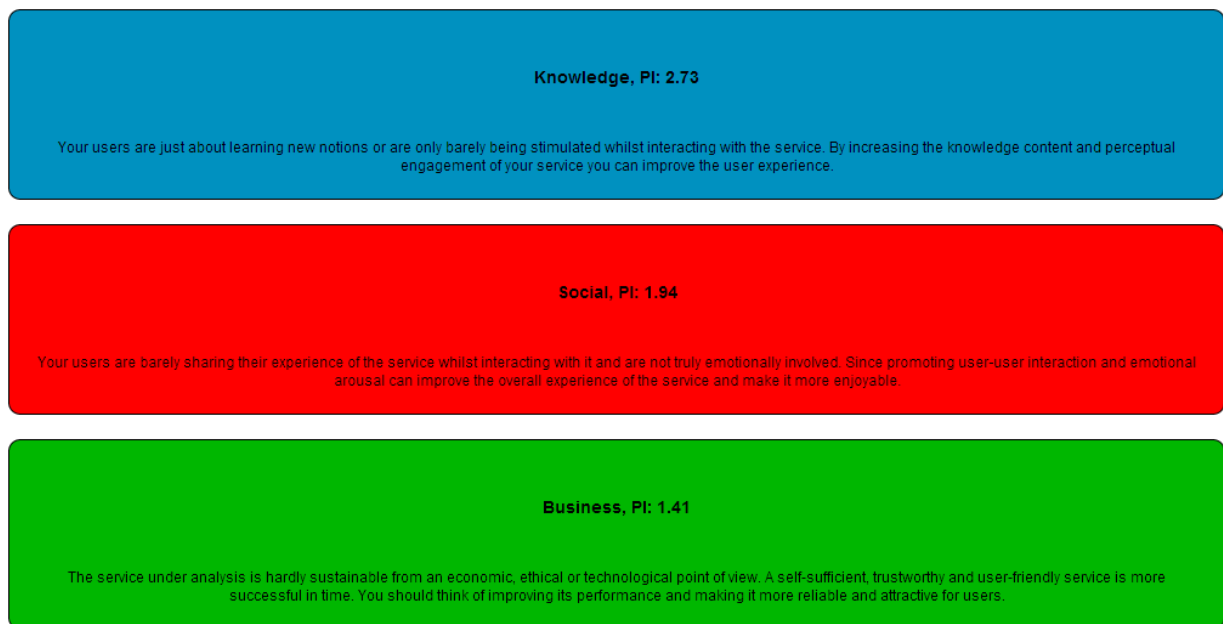 Knowledge, PI: 2.73
Your users are just about learning new notions or are only barely being stimulated whilst interacting with the service. By increasing the knowledge content and perceptual
engagement of your service you can improve the user experience.
Social, PI: 1.94
Your users are barely sharing their experience of the service whilst interacting with it and are not truly emotionally involved. Since promoting user-user interaction and emotional
arousal can improve the overall experience of the service and make it more enjoyable.
Business, PI: 1.41
The service under analysis is hardly sustainable from an economic, ethical or technological point of view. A self-sufficient, trustworthy and user-friendly service is more
successful in time. You should think of improving its performance and making it more reliable and attractive for users.